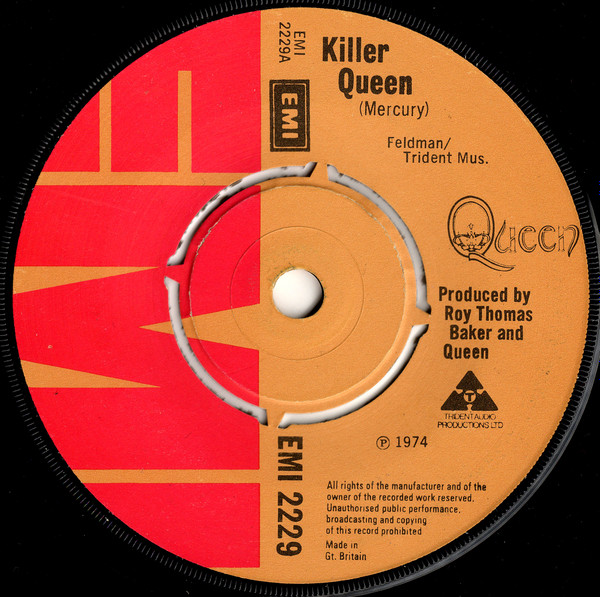 EMI
2229A
Killer
Queen
(Mercury)
EMI
Feldman/
Trident Mus.
Queen
Produced by
Roy Thomas
Baker and
Queen
T
TRIDENT AUDIO
PRODUCTIONS LTD
℗ 1974
EMI 2229
All rights of the manufacturer and of the
owner of the recorded work reserved.
Unauthorised public performance,
broadcasting and copying
of this record prohibited
Made in
Gt. Britain
EMI